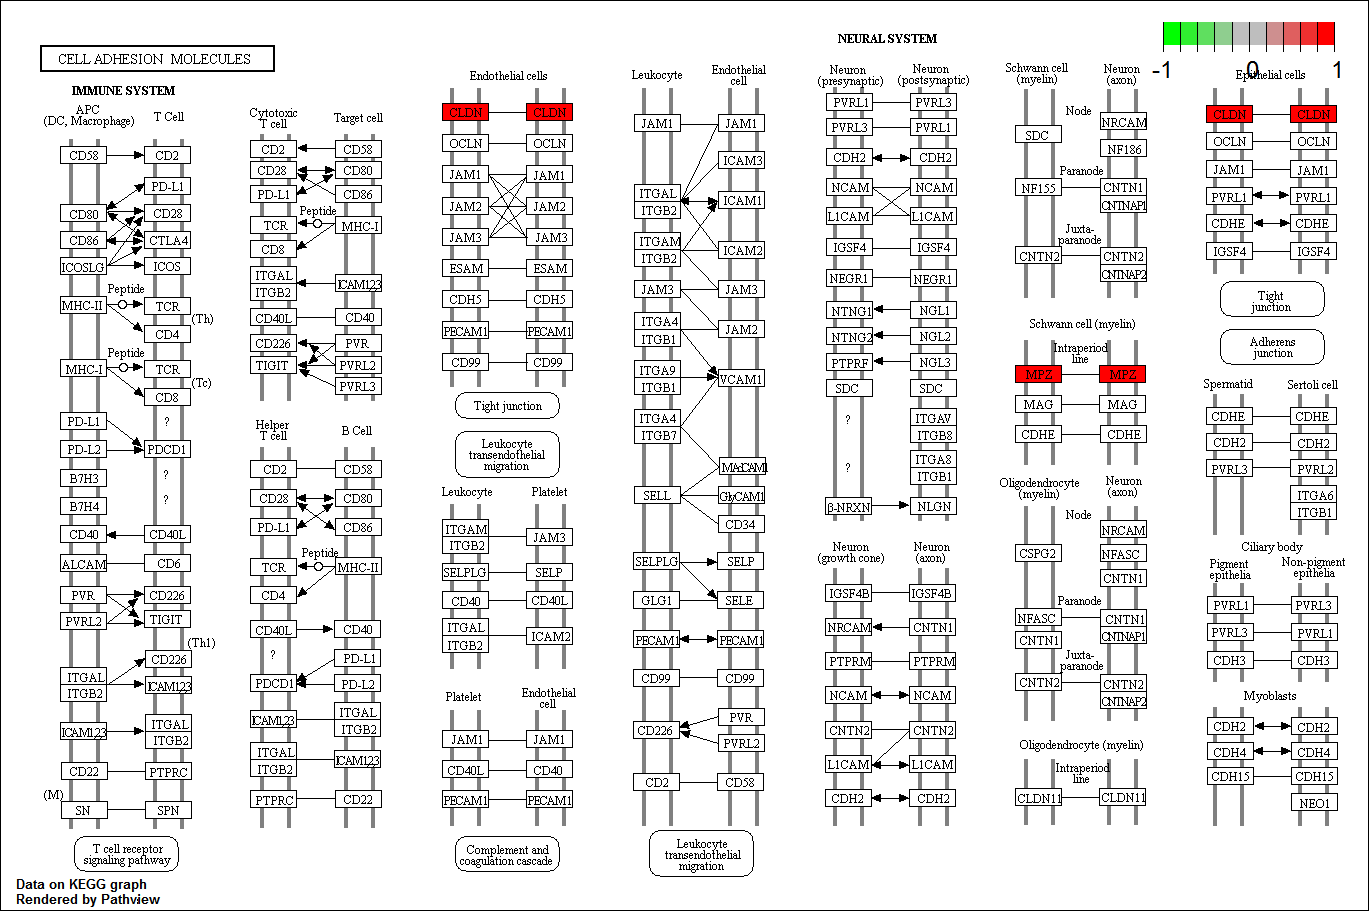 CELL ADHESION MOLECULES
IMMUNE SYSTEM
APC
(DC, Macrophage)
T Cell
CD58
CD2
PD-L1
CD80
CD28
CD86
CTLA4
ICOSLG
ICOS
Peptide
MHC-II
TCR
(Th)
CD4
Peptide
MHC-I
TCR
(Tc)
CD8
PD-L1
?
PD-L2
PDCD1
B7H3
?
B7H4
?
CD40
CD40L
ALCAM
CD6
PVR
CD226
PVRL2
TIGIT
(Th1)
CD226
ITGAL
ITGB2
ICAM123
ICAM123
ITGAL
ITGB2
CD22
PTPRC
(M)
SN
SPN
T cell receptor
signaling pathway
Cytotoxic
T cell
Target cell
CD2
CD58
CD28
CD80
PD-L1
CD86
Peptide
TCR
MHC-I
CD8
ITGAL
ITGB2
ICAM123
CD40L
CD40
CD226
PVR
TIGIT
PVRL2
PVRL3
Helper
T cell
B Cell
CD2
CD58
CD28
CD80
PD-L1
CD86
Peptide
TCR
MHC-II
CD4
CD40L
CD40
?
PD-L1
PDCD1
PD-L2
ICAM123
ITGAL
ITGB2
ITGAL
ITGB2
ICAM123
PTPRC
CD22
Endothelial cells
CLDN
CLDN
OCLN
OCLN
JAM1
JAM1
JAM2
JAM2
JAM3
JAM3
ESAM
ESAM
CDH5
CDH5
PECAM1
PECAM1
CD99
CD99
Tight junction
Leukocyte
transendothelial
migration
Leukocyte
Platelet
ITGAM
ITGB2
JAM3
SELPLG
SELP
CD40
CD40L
ITGAL
ITGB2
ICAM2
Platelet
Endothelial
cell
JAM1
JAM1
CD40L
CD40
PECAM1
PECAM1
Complement and
coagulation cascade
Leukocyte
Endothelial
cell
JAM1
JAM1
ICAM3
ITGAL
ITGB2
ICAM1
ITGAM
ITGB2
ICAM2
JAM3
JAM3
ITGA4
ITGB1
JAM2
ITGA9
ITGB1
VCAM1
ITGA4
ITGB7
MAdCAM1
SELL
GlyCAM1
CD34
SELPLG
SELP
GLG1
SELE
PECAM1
PECAM1
CD99
CD99
CD226
PVR
PVRL2
CD2
CD58
Leukocyte
transendothelial
migration
NEURAL SYSTEM
Neuron
(presynaptic)
Neuron
(postsynaptic)
PVRL1
PVRL3
PVRL3
PVRL1
CDH2
CDH2
NCAM
NCAM
L1CAM
L1CAM
IGSF4
IGSF4
NEGR1
NEGR1
NTNG1
NGL1
NTNG2
NGL2
PTPRF
NGL3
SDC
SDC
?
ITGAV
ITGB8
?
ITGA8
ITGB1
β-NRXN
NLGN
Neuron
(growth cone)
Neuron
(axon)
IGSF4B
IGSF4B
NRCAM
CNTN1
PTPRM
PTPRM
NCAM
NCAM
CNTN2
CNTN2
L1CAM
L1CAM
CDH2
CDH2
Schwann cell
(myelin)
Neuron
(axon)
Node
NRCAM
SDC
NF186
Paranode
NF155
CNTN1
CNTNAP1
Juxta-
paranode
CNTN2
CNTN2
CNTNAP2
Schwann cell (myelin)
Intraperiod
line
MPZ
MPZ
MAG
MAG
CDHE
CDHE
Oligodendrocyte
(myelin)
Neuron
(axon)
Node
NRCAM
CSPG2
NFASC
CNTN1
Paranode
NFASC
CNTN1
CNTN1
CNTNAP1
Juxta-
paranode
CNTN2
CNTN2
CNTNAP2
Oligodendrocyte (myelin)
Intraperiod
line
CLDN11
CLDN11
-1
0
1
Epithelial cells
CLDN
CLDN
OCLN
OCLN
JAM1
JAM1
PVRL1
PVRL1
CDHE
CDHE
IGSF4
IGSF4
Tight
junction
Adherens
junction
Spermatid
Sertoli cell
CDHE
CDHE
CDH2
CDH2
PVRL3
PVRL2
ITGA6
ITGB1
Ciliary body
Pigment
epithelia
Non-pigment
epithelia
PVRL1
PVRL3
PVRL3
PVRL1
CDH3
CDH3
Myoblasts
CDH2
CDH2
CDH4
CDH4
CDH15
CDH15
NEO1
Data on KEGG graph
Rendered by Pathview